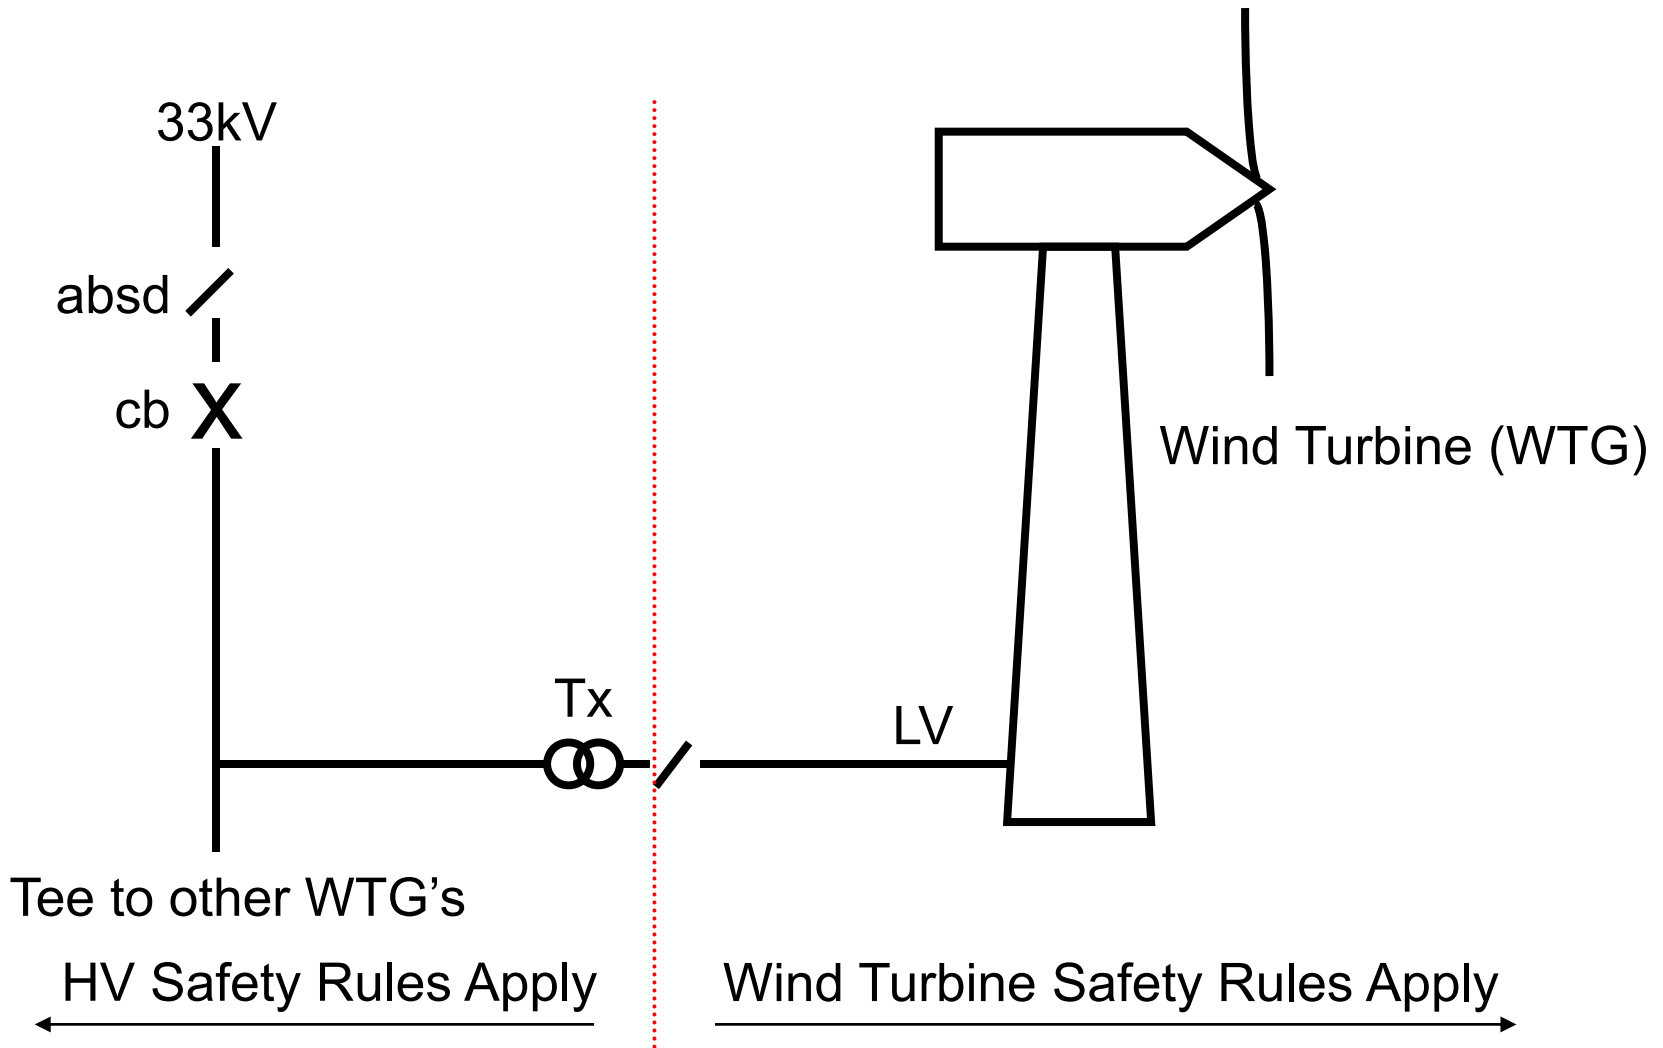 33kV
absd
cb
Wind Turbine (WTG)
Tx
LV
Tee to other WTG’s
HV Safety Rules Apply
Wind Turbine Safety Rules Apply